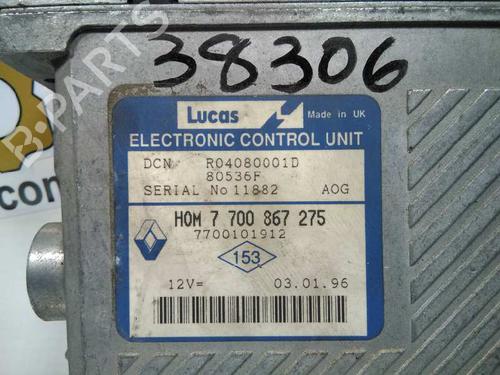 38306
B-PARTS
Lucas
Made in UK
ELECTRONIC CONTROL UNIT
DCN R04080001D
80536F
SERIAL No 11882 AOG
HOM 7 700 867 275
7700101912
153
12V= 03.01.96